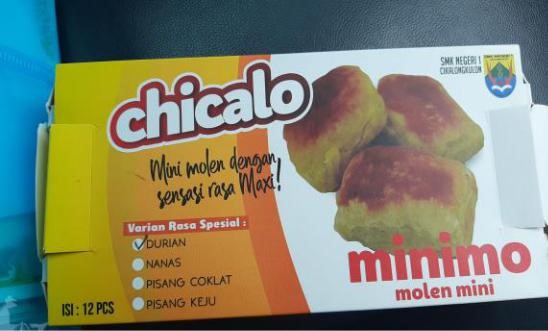 SMK NEGERI 1
CIKALONGKULON
chicalo
Mini molen dengan
sensasi rasa Maxi!
Varian Rasa Spesial :
DURIAN
NANAS
PISANG COKLAT
PISANG KEJU
ISI : 12 PCS
minimo
molen mini